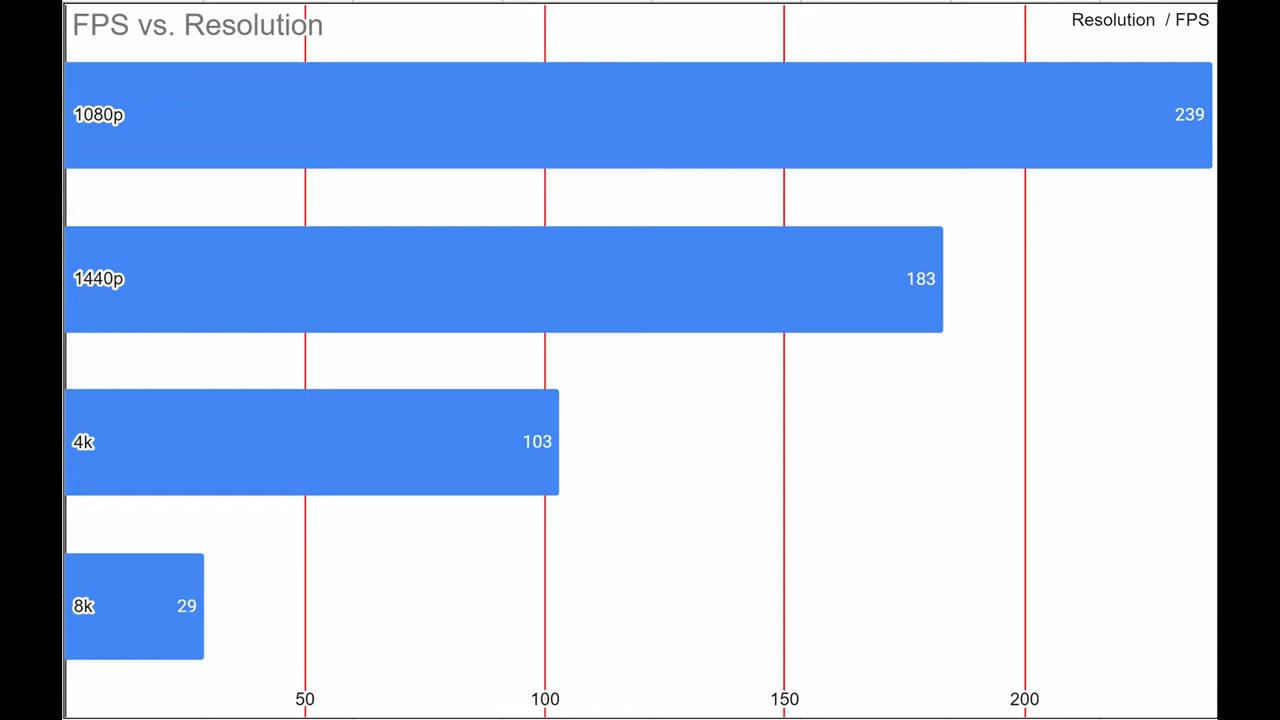 FPS vs. Resolution
Resolution / FPS
1080p 239
1440p 183
4k 103
8k 29
50 100 150 200